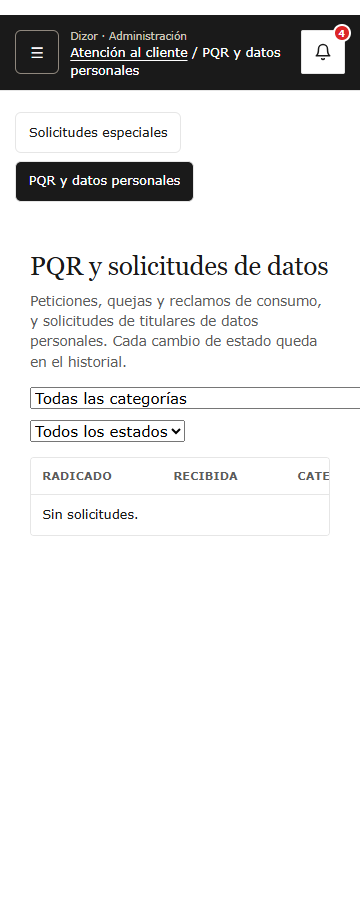 Dizor · Administración
Atención al cliente / PQR y datos
personales
4
Solicitudes especiales
PQR y datos personales
PQR y solicitudes de datos
Peticiones, quejas y reclamos de consumo,
y solicitudes de titulares de datos
personales. Cada cambio de estado queda
en el historial.
Todas las categorías
Todos los estados
RADICADO RECIBIDA CATE
Sin solicitudes.